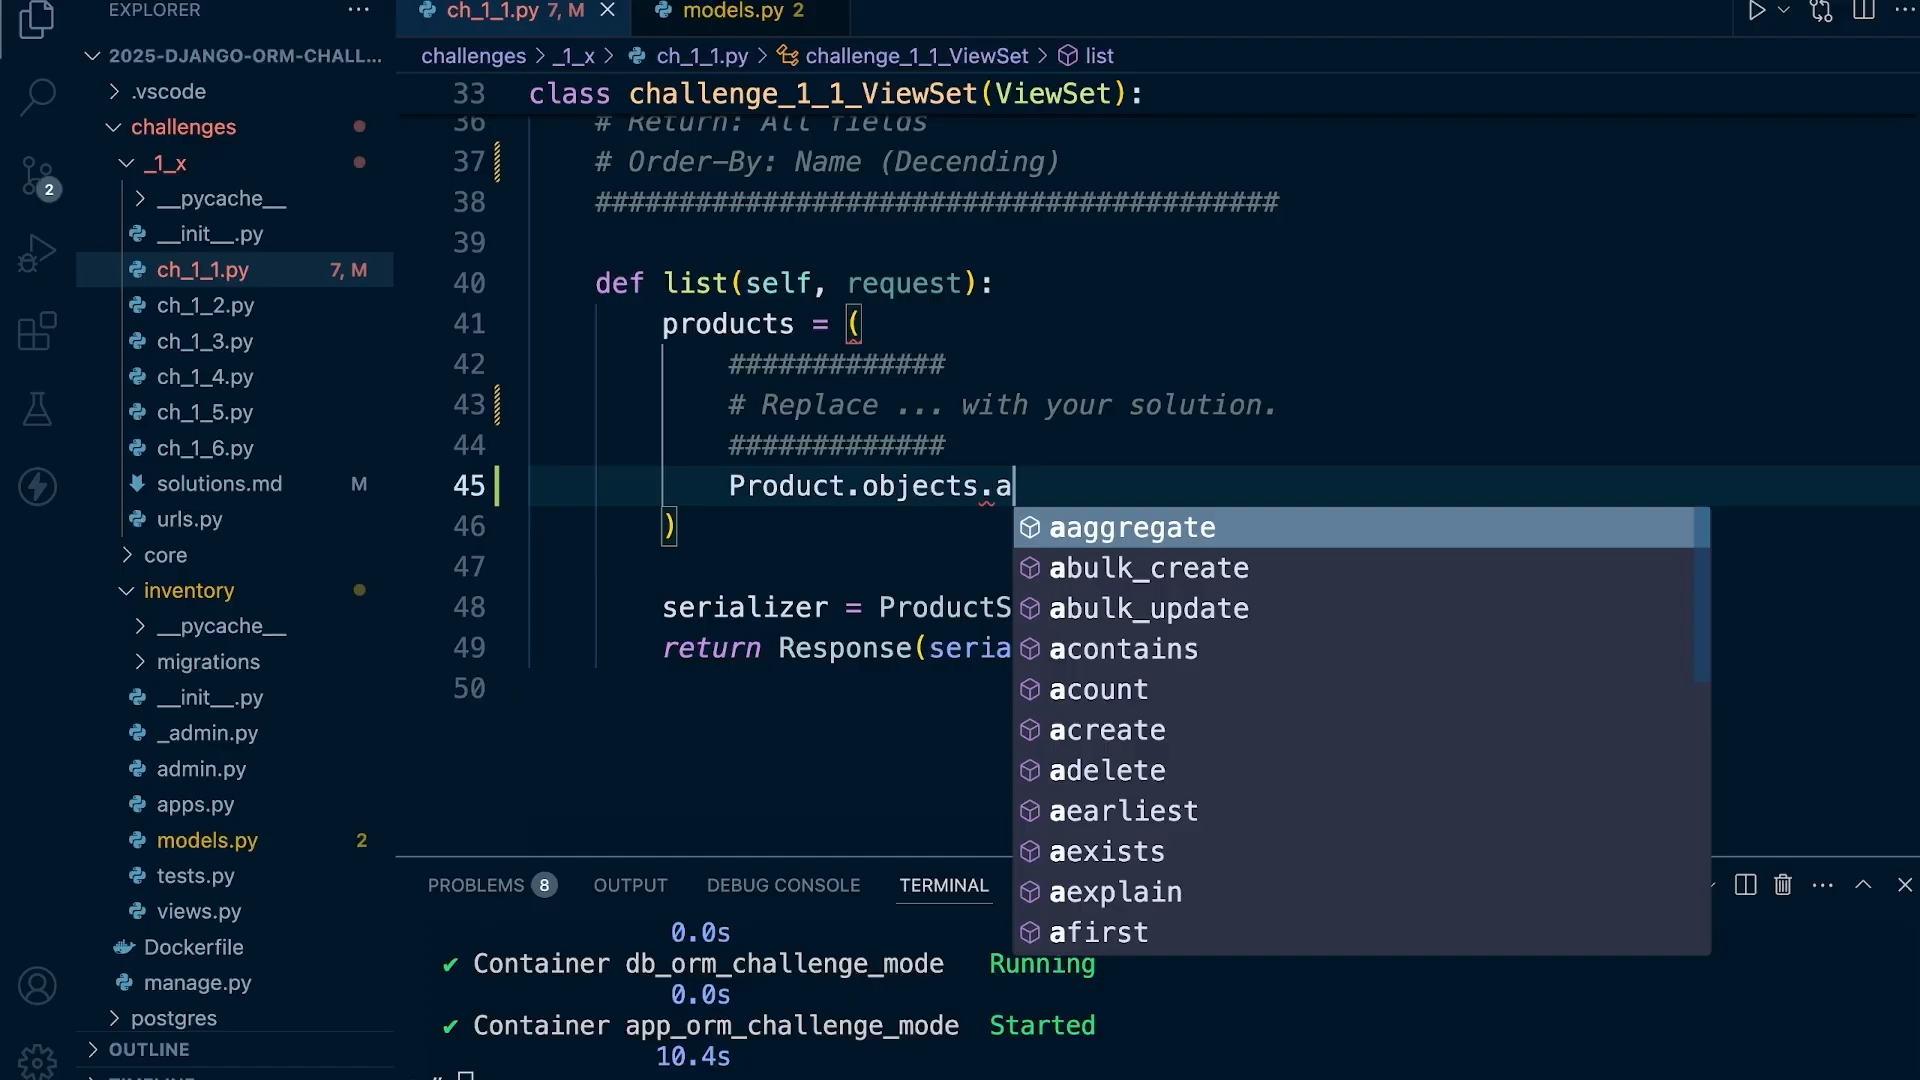 EXPLORER
2025-DJANGO-ORM-CHALL...
.vscode
challenges
_1_x
__pycache__
__init__.py
ch_1_1.py 7, M
ch_1_2.py
ch_1_3.py
ch_1_4.py
ch_1_5.py
ch_1_6.py
solutions.md M
urls.py
core
inventory
__pycache__
migrations
__init__.py
_admin.py
admin.py
apps.py
models.py 2
tests.py
views.py
Dockerfile
manage.py
postgres
OUTLINE
2
ch_1_1.py 7, M
models.py 2
challenges > _1_x > ch_1_1.py > challenge_1_1_ViewSet > list
33 class challenge_1_1_ViewSet(ViewSet):
36 # Return: All fields
37 # Order-By: Name (Decending)
38 #########################################
39
40 def list(self, request):
41 products = (
42 #############
43 # Replace ... with your solution.
44 #############
45 Product.objects.a
46 )
47
48 serializer = ProductS
49 return Response(seria
50
aaggregate
abulk_create
abulk_update
acontains
acount
acreate
adelete
aearliest
aexists
aexplain
afirst
PROBLEMS 8 OUTPUT DEBUG CONSOLE TERMINAL
0.0s
✔ Container db_orm_challenge_mode Running
0.0s
✔ Container app_orm_challenge_mode Started
10.4s